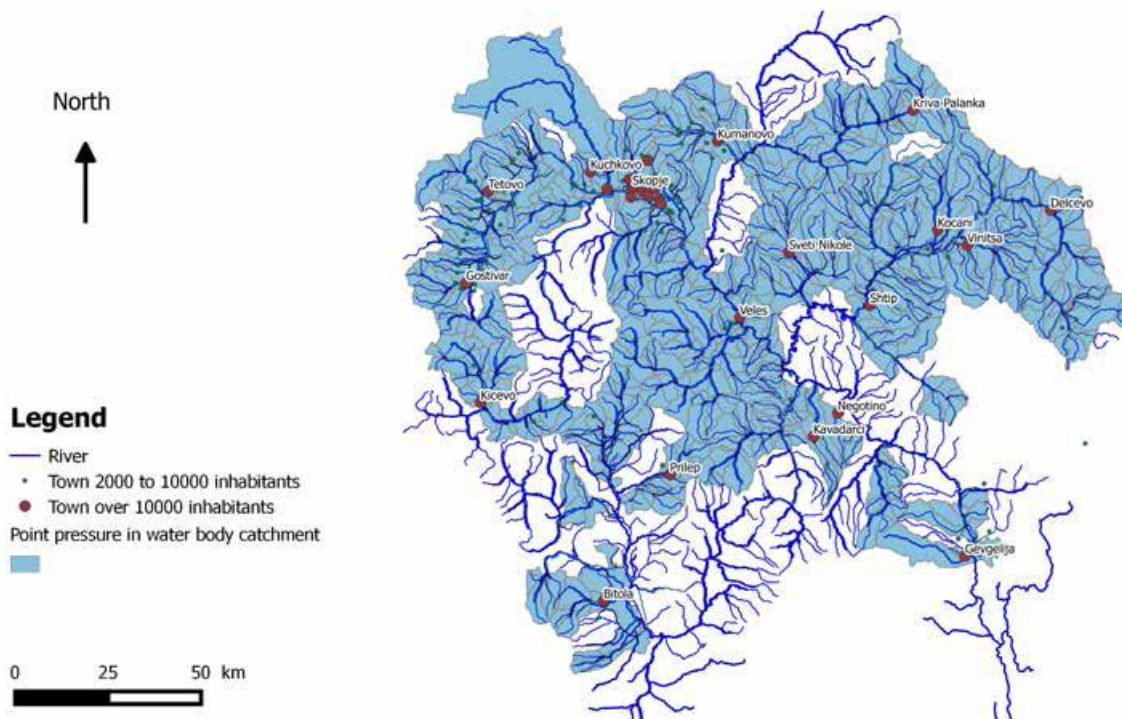 North
Kriva-Palanka
Kumanovo
Kuchkovo
Skopje
Tetovo
Delcevo
Kocani
Vinitsa
Sveti Nikole
Gostivar
Shtip
Veles
Kicevo
Negotino
Kavadarci
Prilep
Gevgelija
Bitola
Legend
River
Town 2000 to 10000 inhabitants
Town over 10000 inhabitants
Point pressure in water body catchment
0 25 50 km